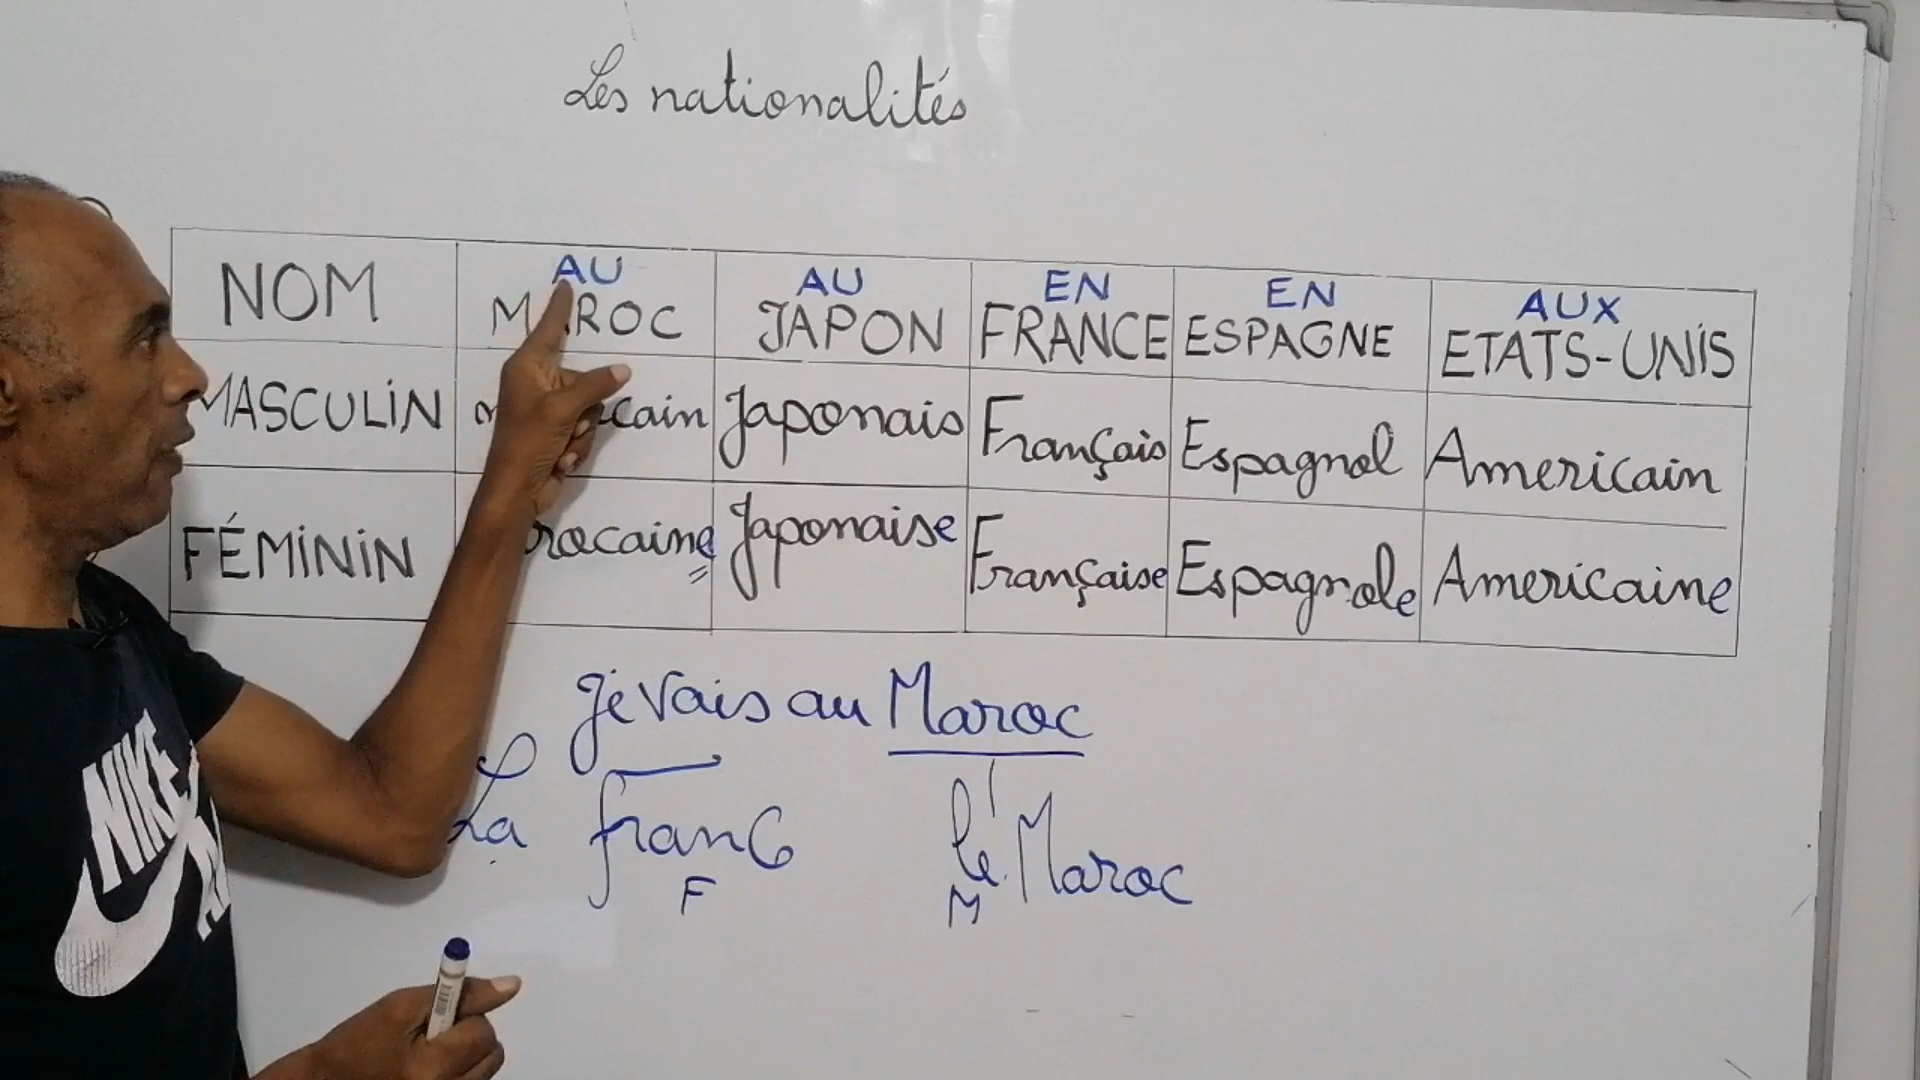 Les nationalités
NOM AU MAROC AU JAPON EN FRANCE EN ESPAGNE AUX ETATS-UNIS
MASCULIN Japonais Français Espagnol Americain
FÉMININ Japonaise Française Espagnole Americaine
je vais au Maroc
La franc le Maroc
F M
NIKE